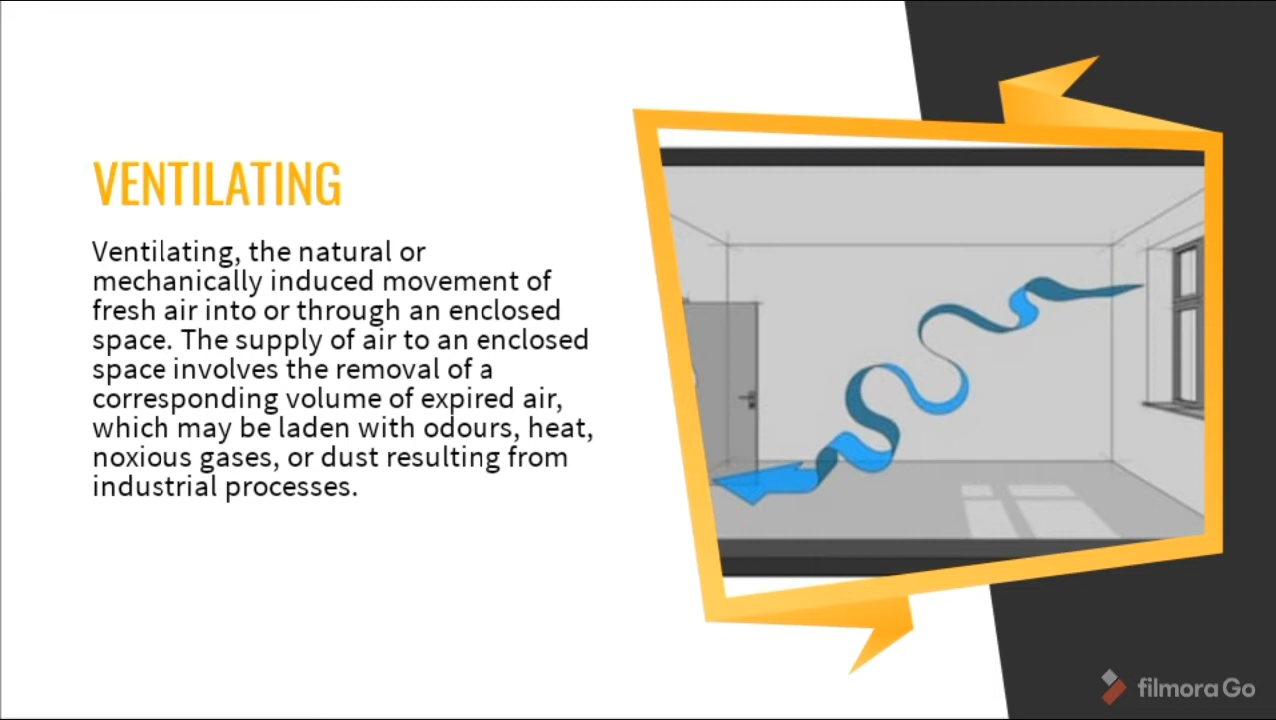 VENTILATING
Ventilating, the natural or
mechanically induced movement of
fresh air into or through an enclosed
space. The supply of air to an enclosed
space involves the removal of a
corresponding volume of expired air,
which may be laden with odours, heat,
noxious gases, or dust resulting from
industrial processes.
filmora Go